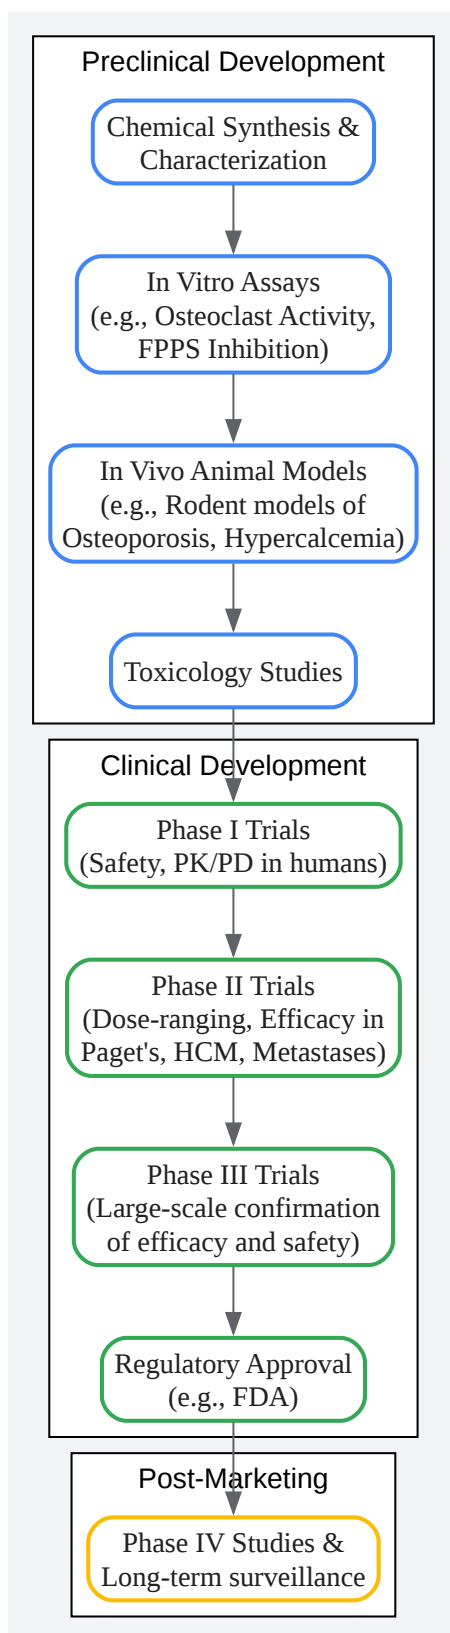 Preclinical Development
Chemical Synthesis &
Characterization
In Vitro Assays
(e.g., Osteoclast Activity,
FPPS Inhibition)
In Vivo Animal Models
(e.g., Rodent models of
Osteoporosis, Hypercalcemia)
Toxicology Studies
Clinical Development
Phase I Trials
(Safety, PK/PD in humans)
Phase II Trials
(Dose-ranging, Efficacy in
Paget's, HCM, Metastases)
Phase III Trials
(Large-scale confirmation
of efficacy and safety)
Regulatory Approval
(e.g., FDA)
Post-Marketing
Phase IV Studies &
Long-term surveillance